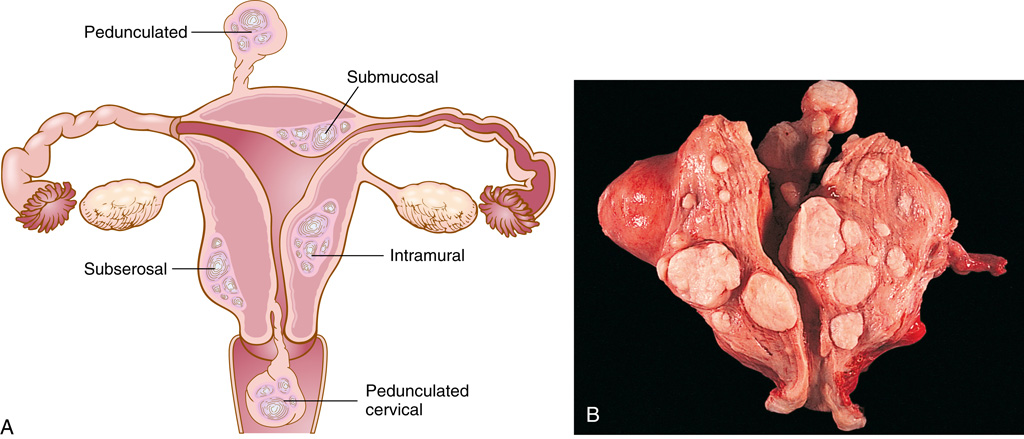 Pedunculated
Submucosal
Subserosal
Intramural
Pedunculated
cervical
A
B